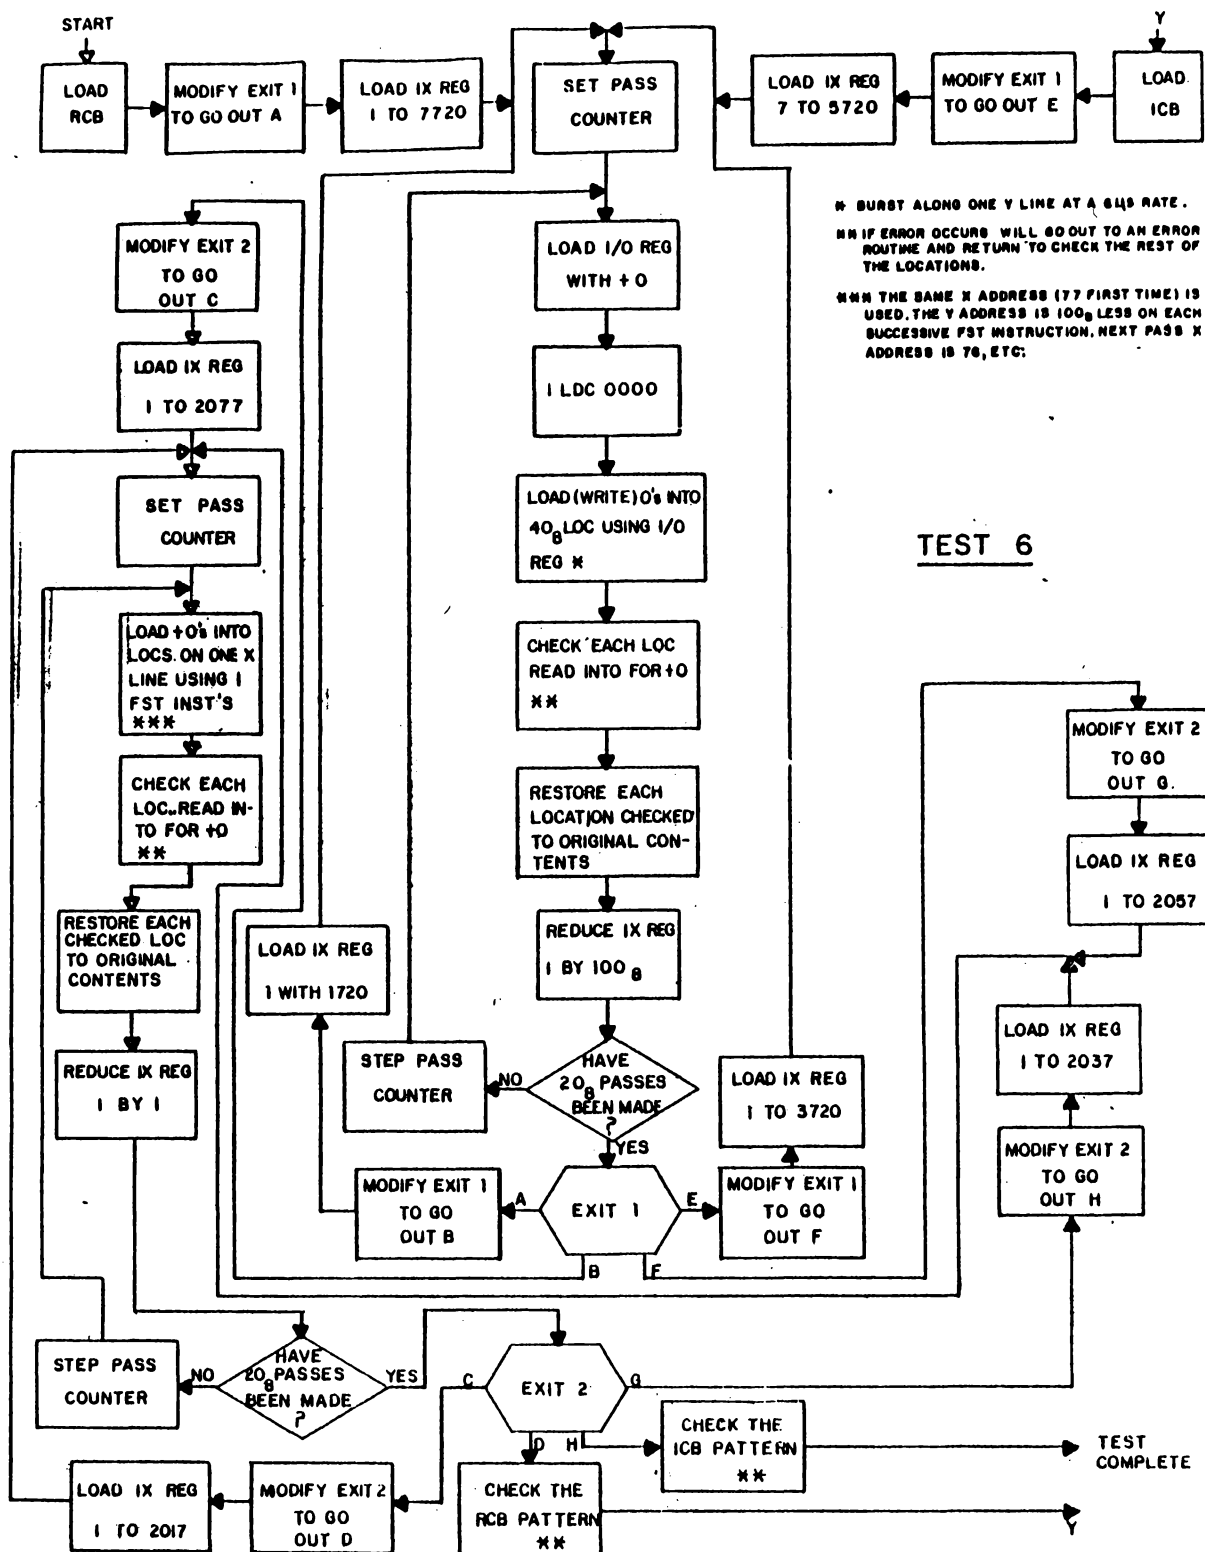 START
LOAD
RCB
MODIFY EXIT 1
TO GO OUT A
LOAD IX REG
1 TO 7720
SET PASS
COUNTER
LOAD IX REG
7 TO 5720
MODIFY EXIT 1
TO GO OUT E
Y
LOAD
ICB
* BURST ALONG ONE Y LINE AT A 6US RATE.
** IF ERROR OCCURS WILL GO OUT TO AN ERROR
ROUTINE AND RETURN TO CHECK THE REST OF
THE LOCATIONS.
*** THE SAME X ADDRESS (77 FIRST TIME) IS
USED. THE Y ADDRESS IS 100₈ LESS ON EACH
SUCCESSIVE FST INSTRUCTION. NEXT PASS X
ADDRESS IS 76, ETC.
TEST 6
MODIFY EXIT 2
TO GO
OUT C
LOAD IX REG
1 TO 2077
SET PASS
COUNTER
LOAD +0's INTO
LOCS. ON ONE X
LINE USING 1
FST INST'S
***
CHECK EACH
LOC. READ IN-
TO FOR +0
**
RESTORE EACH
CHECKED LOC
TO ORIGINAL
CONTENTS
REDUCE IX REG
1 BY 1
LOAD I/O REG
WITH +0
1 LDC 0000
LOAD (WRITE) 0's INTO
40₈ LOC USING I/O
REG *
CHECK EACH LOC
READ INTO FOR +0
**
RESTORE EACH
LOCATION CHECKED
TO ORIGINAL CON-
TENTS
REDUCE IX REG
1 BY 100₈
HAVE
20₈ PASSES
BEEN MADE
?
NO
YES
STEP PASS
COUNTER
LOAD IX REG
1 WITH 1720
LOAD IX REG
1 TO 3720
MODIFY EXIT 1
TO GO
OUT B
A
EXIT 1
E
B
F
MODIFY EXIT 1
TO GO
OUT F
MODIFY EXIT 2
TO GO
OUT G.
LOAD IX REG
1 TO 2057
LOAD IX REG
1 TO 2037
MODIFY EXIT 2
TO GO
OUT H
STEP PASS
COUNTER
NO
HAVE
20₈ PASSES
BEEN MADE
?
YES
C
EXIT 2
G
D
H
CHECK THE
ICB PATTERN
**
TEST
COMPLETE
LOAD IX REG
1 TO 2017
MODIFY EXIT 2
TO GO
OUT D
CHECK THE
RCB PATTERN
**
Y